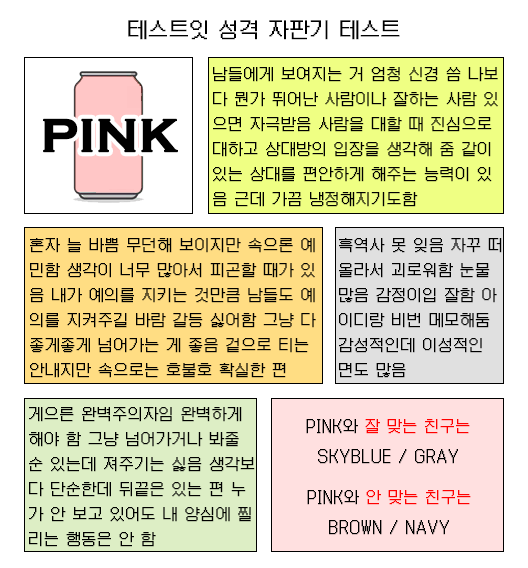 테스트잇 성격 자판기 테스트
PINK
남들에게 보여지는 거 엄청 신경 씀 나보
다 뭔가 뛰어난 사람이나 잘하는 사람 있
으면 자극받음 사람을 대할 때 진심으로
대하고 상대방의 입장을 생각해 줌 같이
있는 상대를 편안하게 해주는 능력이 있
음 근데 가끔 냉정해지기도함
혼자 늘 바쁨 무던해 보이지만 속으론 예
민함 생각이 너무 많아서 피곤할 때가 있
음 내가 예의를 지키는 것만큼 남들도 예
의를 지켜주길 바람 갈등 싫어함 그냥 다
좋게좋게 넘어가는 게 좋음 겉으로 티는
안내지만 속으로는 호불호 확실한 편
흑역사 못 잊음 자꾸 떠
올라서 괴로워함 눈물
많음 감정이입 잘함 아
이디랑 비번 메모해둠
감성적인데 이성적인
면도 많음
게으른 완벽주의자임 완벽하게
해야 함 그냥 넘어가거나 봐줄
순 있는데 져주기는 싫음 생각보
다 단순한데 뒤끝은 있는 편 누
가 안 보고 있어도 내 양심에 찔
리는 행동은 안 함
PINK와 잘 맞는 친구는
SKYBLUE / GRAY
PINK와 안 맞는 친구는
BROWN / NAVY